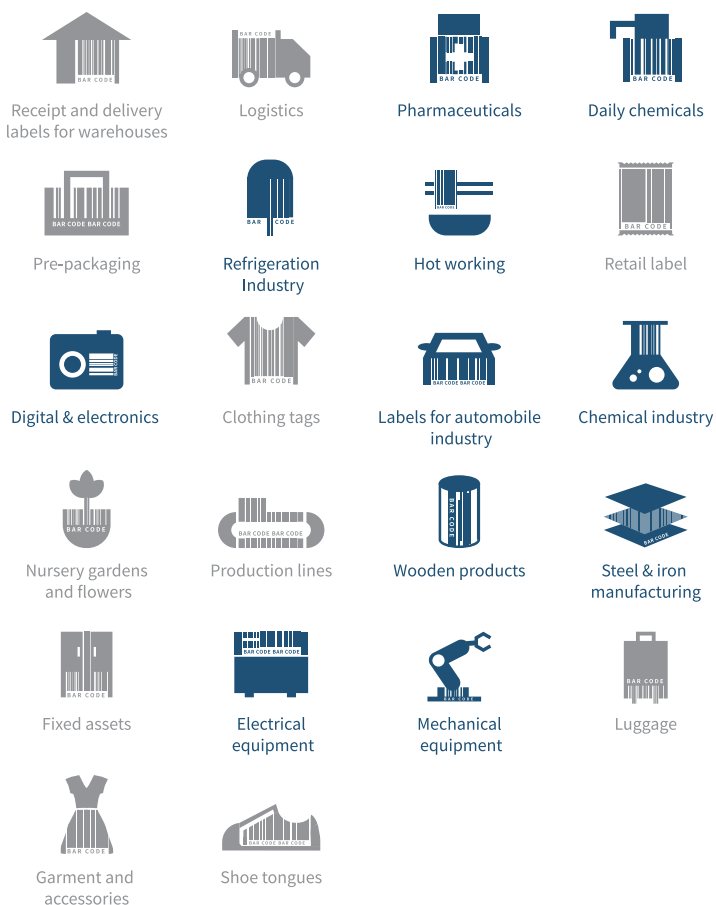 BAR CODE
BAR CODE
BAR CODE
BAR CODE
Receipt and delivery
labels for warehouses
Logistics
Pharmaceuticals
Daily chemicals
BAR CODE BAR CODE
BAR CODE
BAR CODE
BAR CODE
Pre-packaging
Refrigeration
Industry
Hot working
Retail label
BAR CODE
BAR CODE
BAR CODE BAR CODE
Digital & electronics
Clothing tags
Labels for automobile
industry
Chemical industry
BAR CODE
BAR CODE BAR CODE
BAR CODE
BAR CODE
Nursery gardens
and flowers
Production lines
Wooden products
Steel & iron
manufacturing
BAR CODE
BAR CODE BAR CODE
BAR CODE
BAR CODE
Fixed assets
Electrical
equipment
Mechanical
equipment
Luggage
BAR CODE
BAR CODE BAR CODE
Garment and
accessories
Shoe tongues